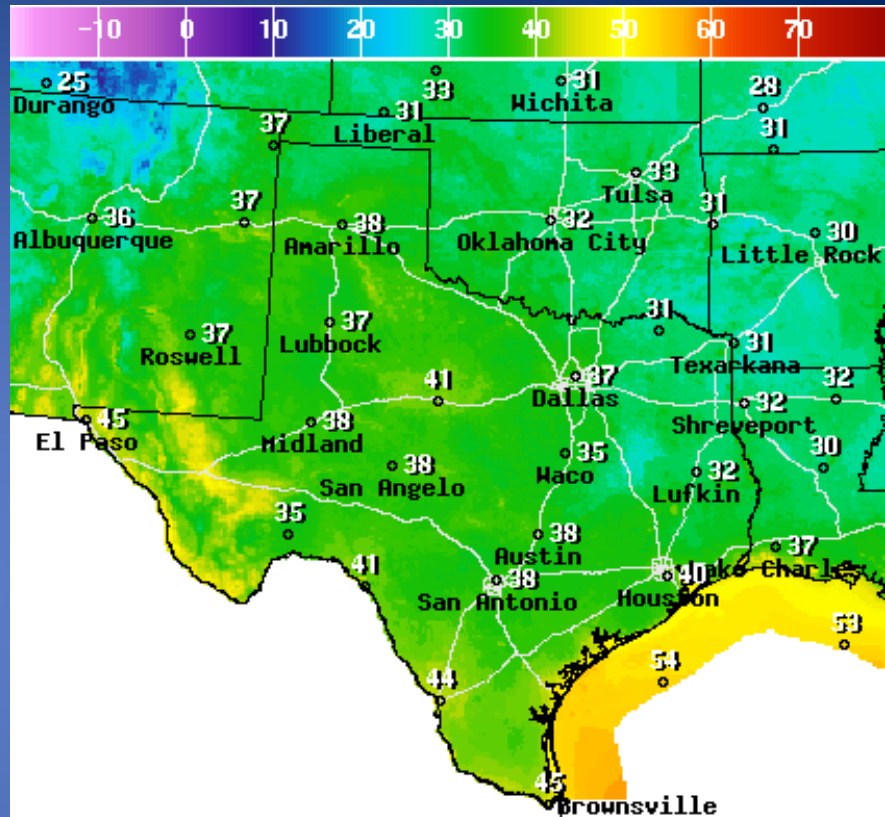 -10 0 10 20 30 40 50 60 70
25
Durango
33
31
Wichita
31
Liberal
28
31
37
33
Tulsa
36
Albuquerque
37
38
Amarillo
32
Oklahoma City
31
30
Little Rock
37
Roswell
37
Lubbock
31
31
Texarkana
41
37
Dallas
32
Shreveport
32
45
El Paso
38
Midland
38
San Angelo
35
Waco
32
Lufkin
30
35
38
Austin
37
41
38
San Antonio
40
Houston
Lake Charle
53
54
44
45
Brownsville